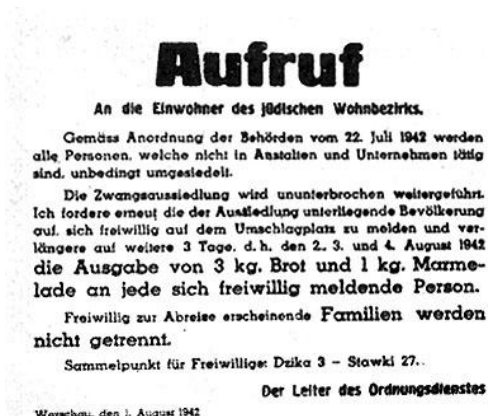 Aufruf
An die Einwohner des jüdischen Wohnbezirks.
Gemäss Anordnung der Behörden vom 22. Juli 1942 werden
alle Personen, welche nicht in Anstalten und Unternehmen tätig
sind, unbedingt umgesiedelt.
Die Zwangsaussiedlung wird ununterbrochen weitergeführt.
Ich fordere erneut die der Aussiedlung unterliegende Bevölkerung
auf, sich freiwillig auf dem Umschlagplatz zu melden und ver-
längere auf weitere 3 Tage, d. h. den 2. 3. und 4. August 1942
die Ausgabe von 3 kg. Brot und 1 kg. Marme-
lade an jede sich freiwillig meldende Person.
Freiwillig zur Abreise erscheinende Familien werden
nicht getrennt.
Sammelpunkt für Freiwillige: Dzika 3 – Stawki 27.
Der Leiter des Ordnungsdienstes
Warschau, den 1. August 1942